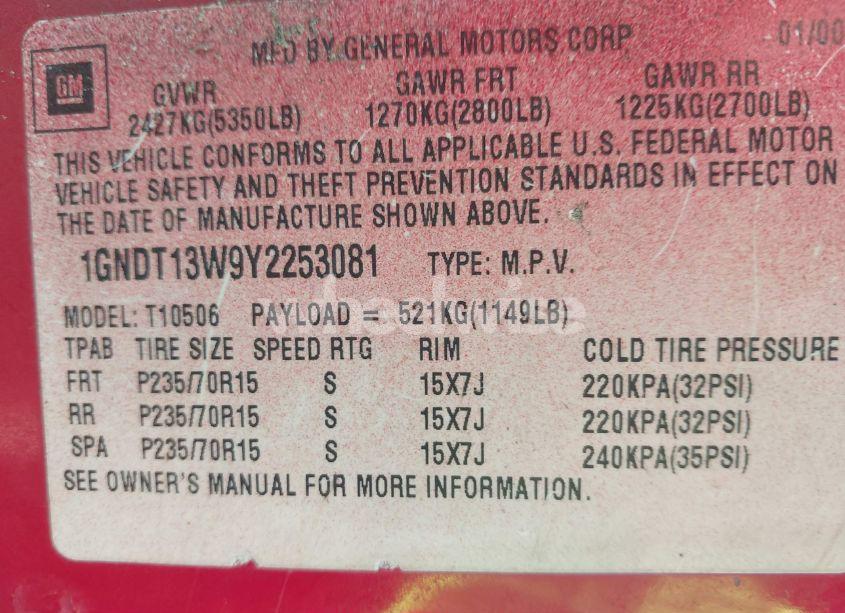 MFD BY GENERAL MOTORS CORP 01/00
GM
GVWR GAWR FRT GAWR RR
2427KG(5350LB) 1270KG(2800LB) 1225KG(2700LB)
THIS VEHICLE CONFORMS TO ALL APPLICABLE U.S. FEDERAL MOTOR
VEHICLE SAFETY AND THEFT PREVENTION STANDARDS IN EFFECT ON
THE DATE OF MANUFACTURE SHOWN ABOVE.
1GNDT13W9Y2253081 TYPE: M.P.V.
MODEL: T10506 PAYLOAD = 521KG(1149LB)
TPAB TIRE SIZE SPEED RTG RIM COLD TIRE PRESSURE
FRT P235/70R15 S 15X7J 220KPA(32PSI)
RR P235/70R15 S 15X7J 220KPA(32PSI)
SPA P235/70R15 S 15X7J 240KPA(35PSI)
SEE OWNER'S MANUAL FOR MORE INFORMATION.